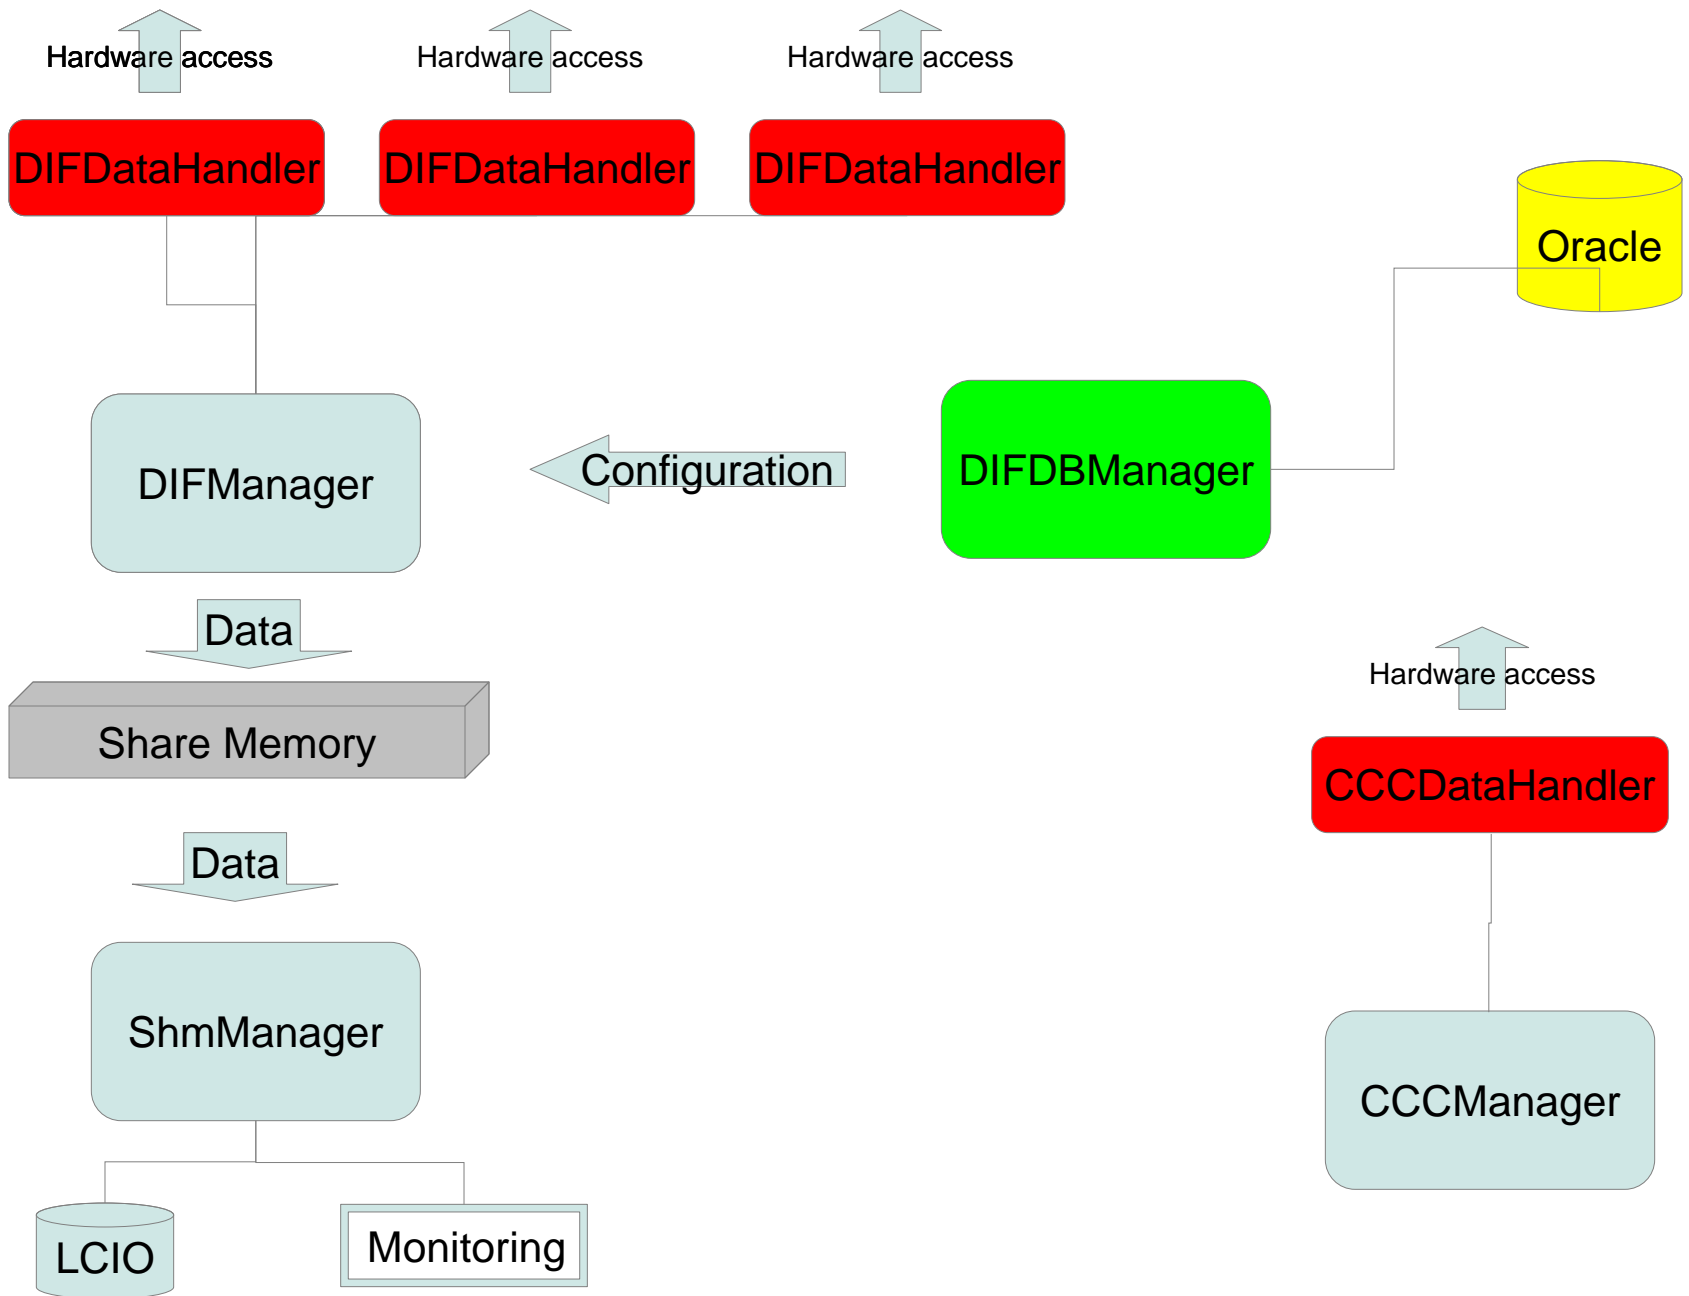 Hardware access
Hardware access
Hardware access
DIFDataHandler
DIFDataHandler
DIFDataHandler
Oracle
DIFManager
Configuration
DIFDBManager
Data
Hardware access
Share Memory
CCCDataHandler
Data
ShmManager
CCCManager
LCIO
Monitoring